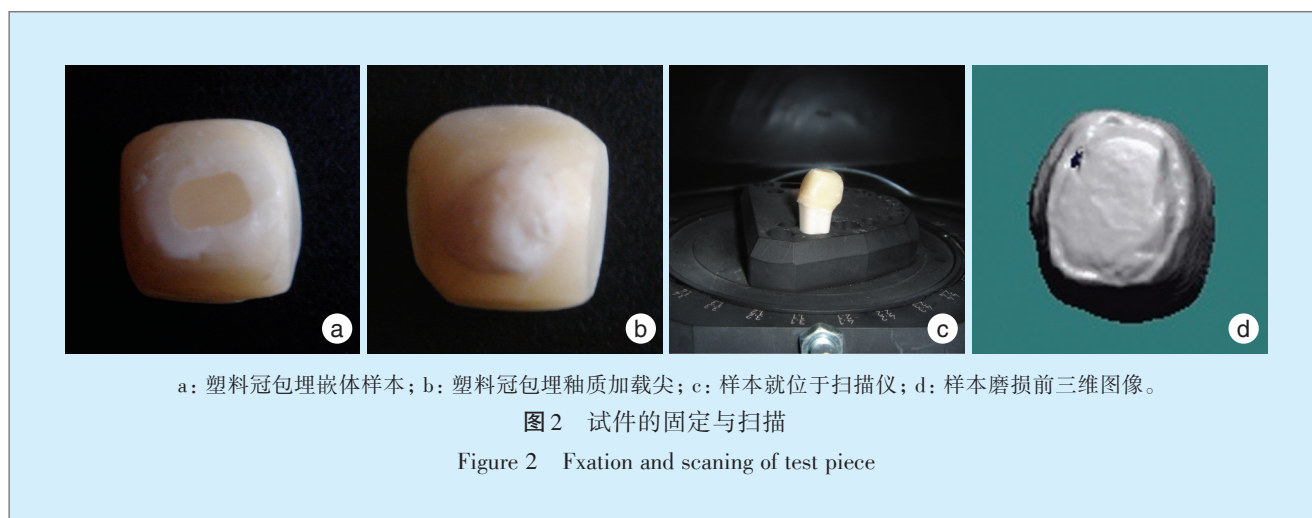 a b c d
a: 塑料冠包埋嵌体样本; b: 塑料冠包埋釉质加载尖; c: 样本就位于扫描仪; d: 样本磨损前三维图像。
图2 试件的固定与扫描
Figure 2 Fxation and scaning of test piece